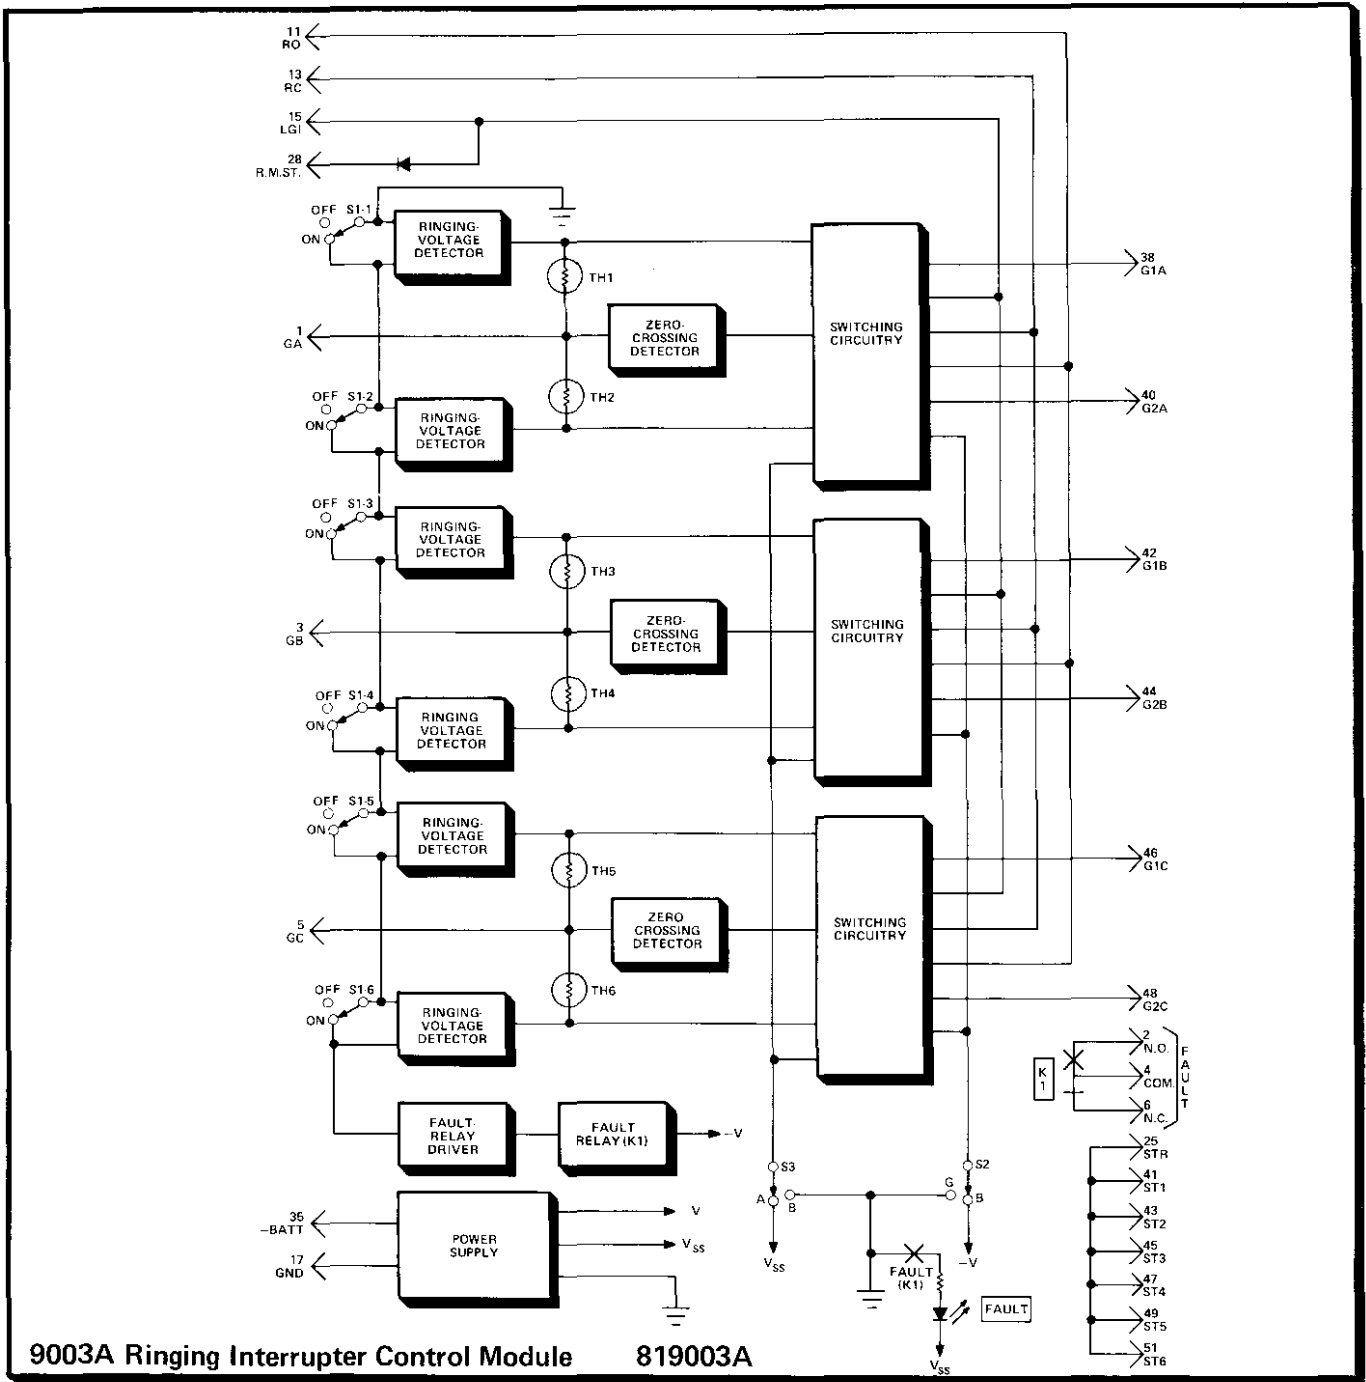 11
RO
13
RC
15
LGI
28
R.M.ST.
OFF S1-1
ON
RINGING-
VOLTAGE
DETECTOR
TH1
38
G1A
1
GA
ZERO-
CROSSING
DETECTOR
SWITCHING
CIRCUITRY
OFF S1-2
ON
RINGING-
VOLTAGE
DETECTOR
TH2
40
G2A
OFF S1-3
ON
RINGING-
VOLTAGE
DETECTOR
TH3
42
G1B
3
GB
ZERO-
CROSSING
DETECTOR
SWITCHING
CIRCUITRY
OFF S1-4
ON
RINGING
VOLTAGE
DETECTOR
TH4
44
G2B
OFF S1-5
ON
RINGING-
VOLTAGE
DETECTOR
TH5
46
G1C
5
GC
ZERO
CROSSING
DETECTOR
SWITCHING
CIRCUITRY
OFF S1-6
ON
RINGING-
VOLTAGE
DETECTOR
TH6
48
G2C
K
1
2
N.O.
4
COM.
6
N.C.
FAULT
FAULT-
RELAY
DRIVER
FAULT
RELAY (K1)
-V
S3
A
B
VSS
S2
G
B
-V
FAULT
(K1)
FAULT
VSS
25
STR
41
ST1
43
ST2
45
ST3
47
ST4
49
ST5
51
ST6
35
-BATT
17
GND
POWER
SUPPLY
V
VSS
9003A Ringing Interrupter Control Module 819003A